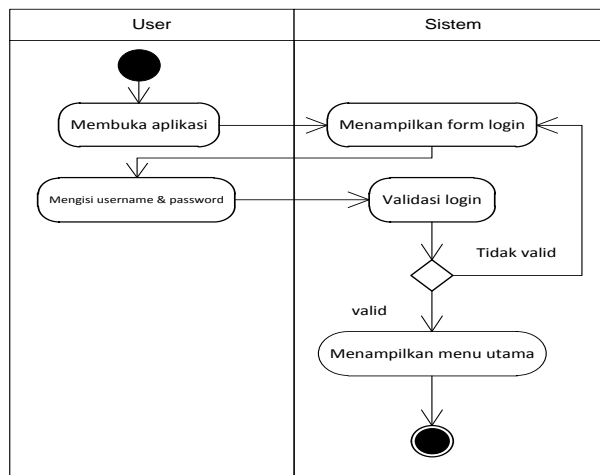 User
Sistem
Membuka aplikasi
Menampilkan form login
Mengisi username & password
Validasi login
Tidak valid
valid
Menampilkan menu utama